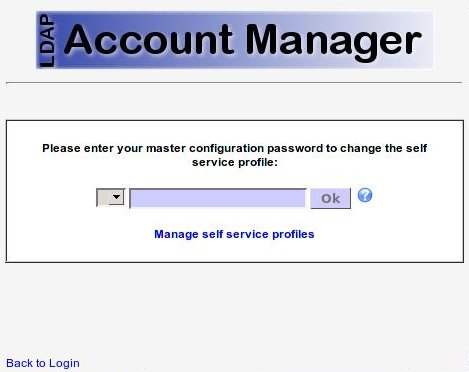 LDAP Account Manager
Please enter your master configuration password to change the self
service profile:
Ok ?
Manage self service profiles
Back to Login